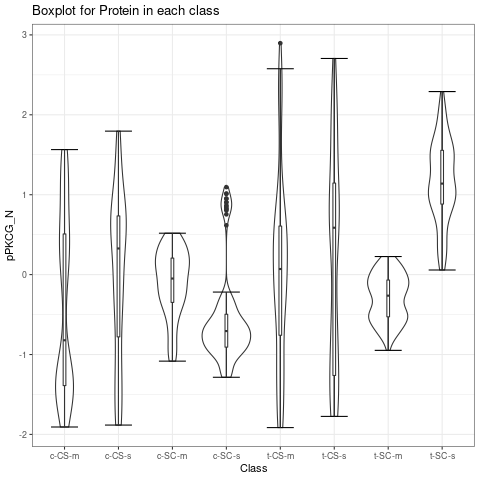 Boxplot for Protein in each class
pPKCG_N
3
2
1
0
-1
-2
c-CS-m c-CS-s c-SC-m c-SC-s t-CS-m t-CS-s t-SC-m t-SC-s
Class